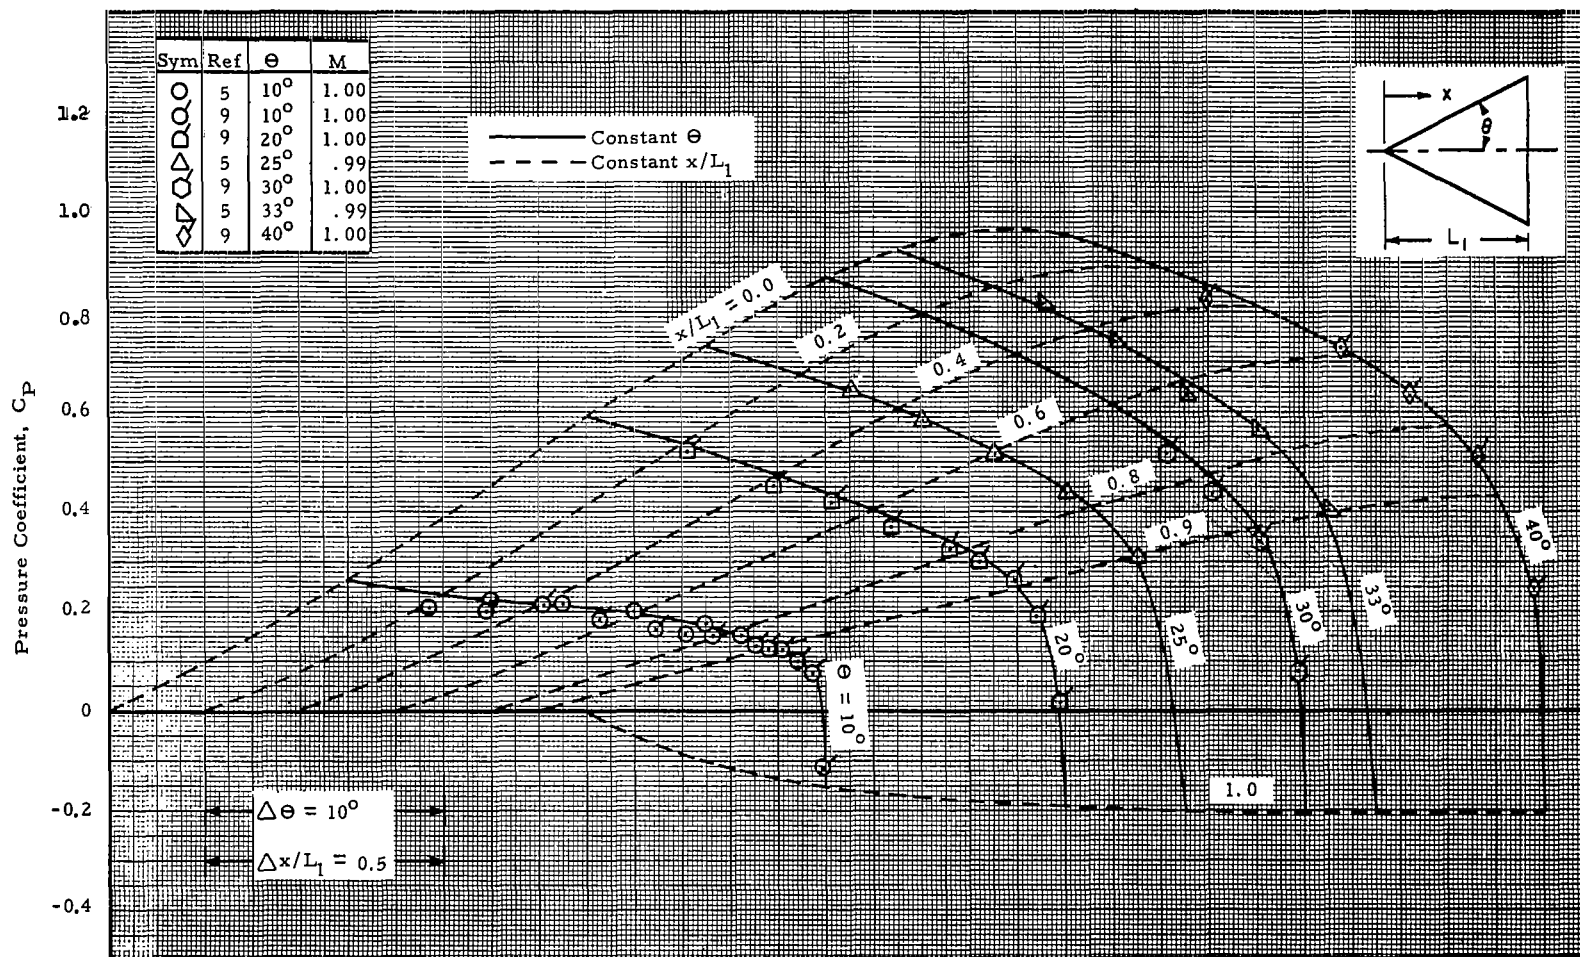 Sym Ref Θ M
5 10° 1.00
9 10° 1.00
9 20° 1.00
5 25° .99
9 30° 1.00
5 33° .99
9 40° 1.00
Constant Θ
Constant x/L₁
x
θ
L₁
Pressure Coefficient, Cₚ
1.2
1.0
0.8
0.6
0.4
0.2
0
-0.2
-0.4
x/L₁ = 0.0
0.2
0.4
0.6
0.8
0.9
1.0
Θ = 10°
20°
25°
30°
33°
40°
△Θ = 10°
△x/L₁ = 0.5